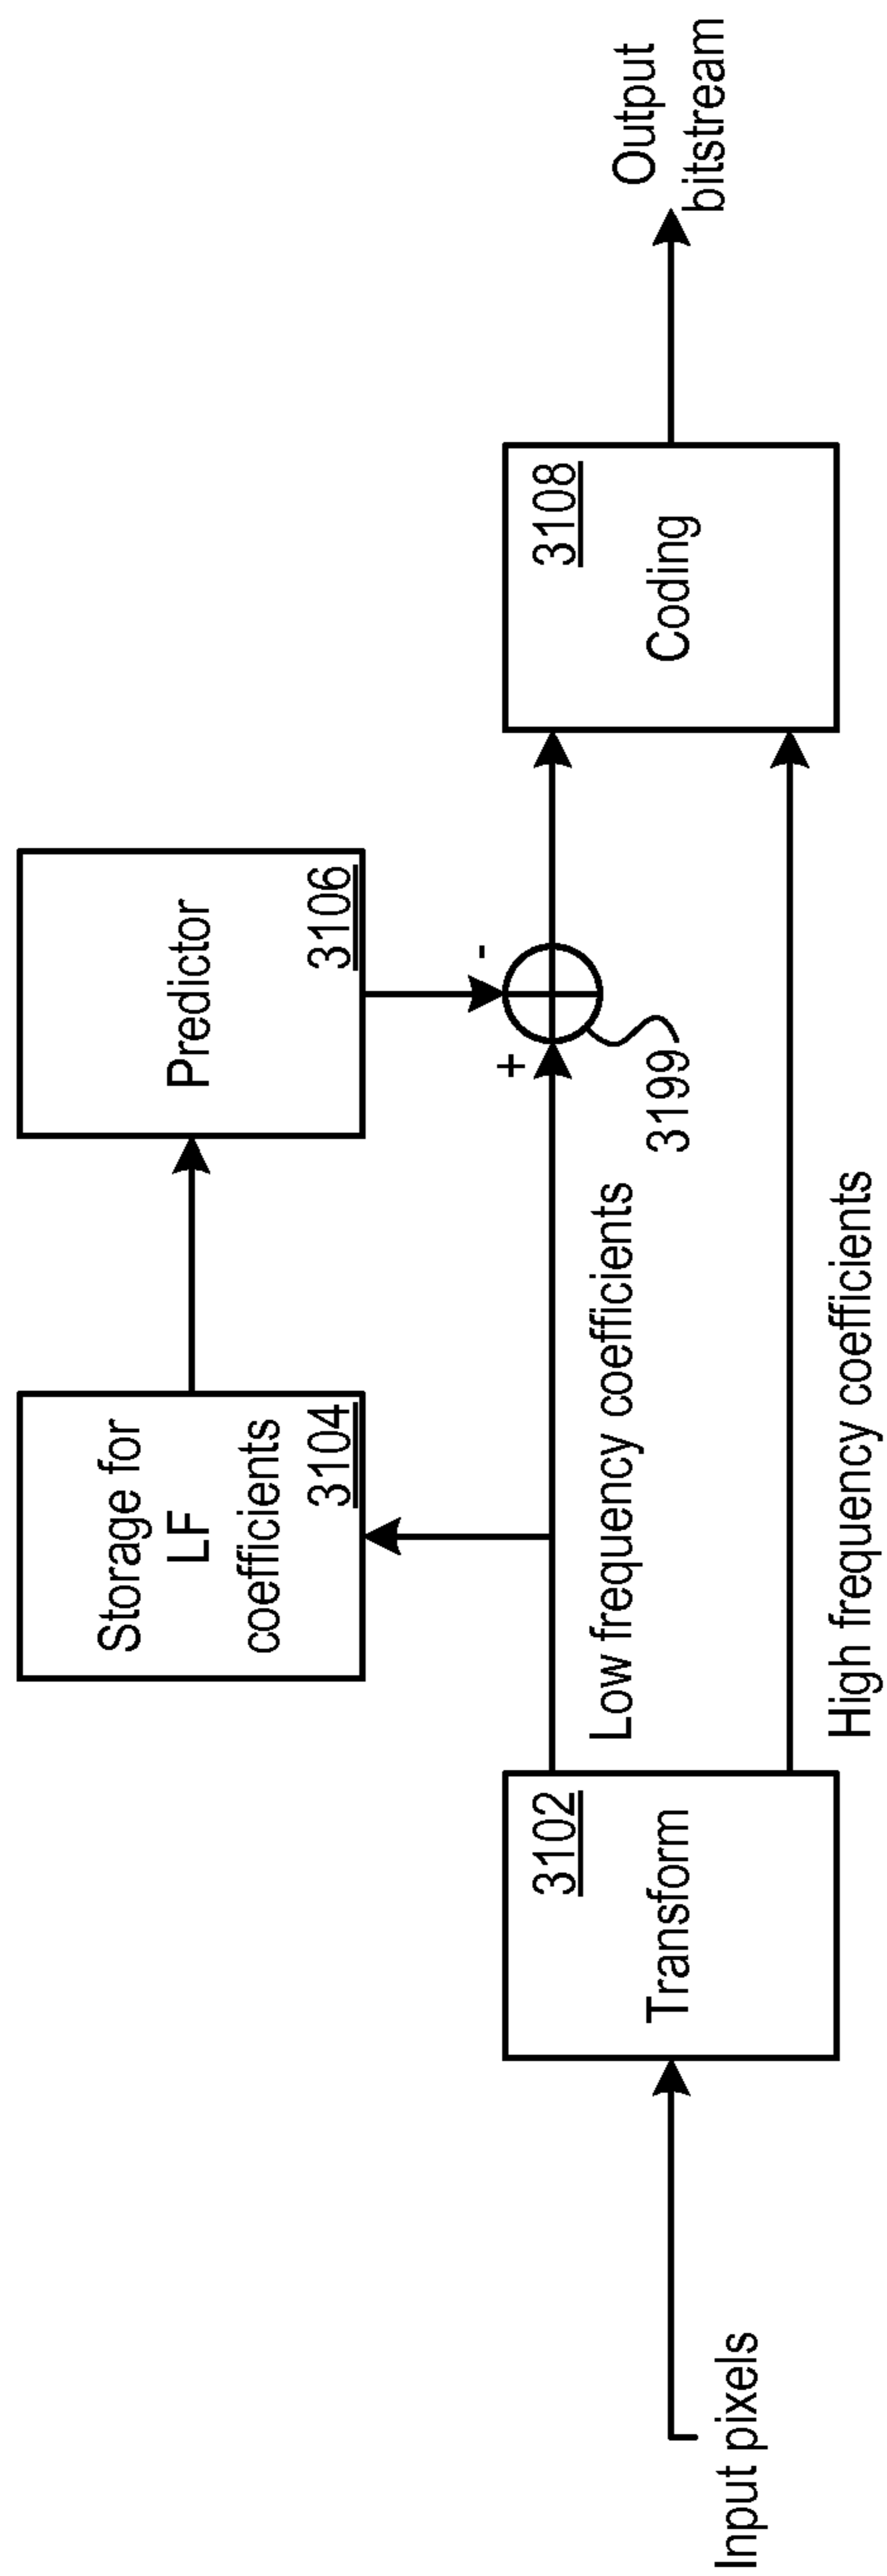 Storage for
LF
coefficients
3104
Predictor
3106
Input pixels
3102
Transform
Low frequency coefficients
+
-
3199
High frequency coefficients
3108
Coding
Output
bitstream